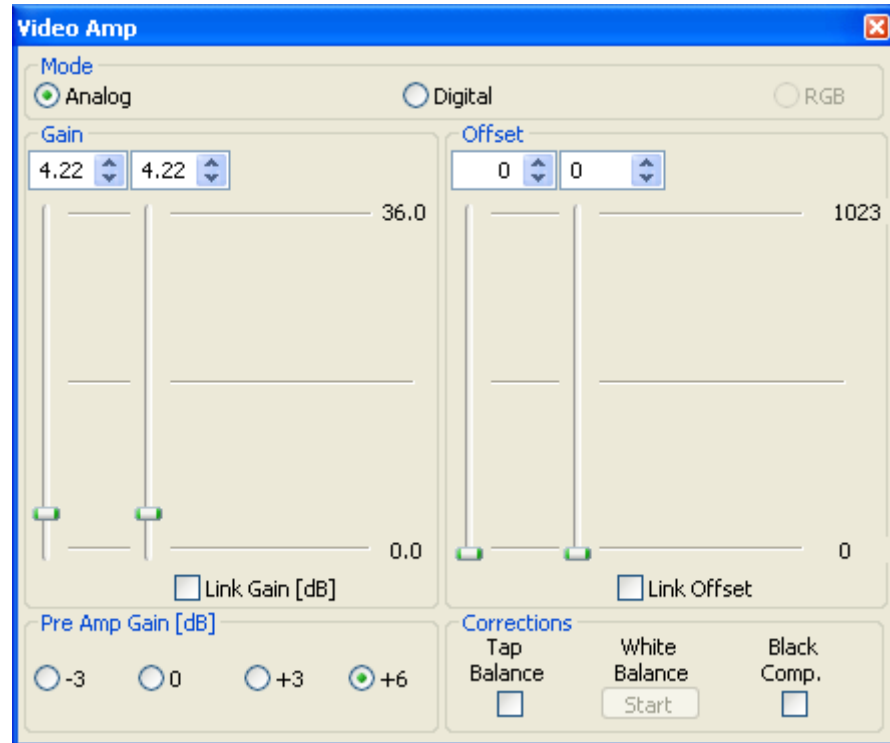 Video Amp
Mode
Analog Digital RGB
Gain
4.22 4.22
36.0
0.0
Link Gain [dB]
Offset
0 0
1023
0
Link Offset
Pre Amp Gain [dB]
-3 0 +3 +6
Corrections
Tap Balance
White Balance
Start
Black Comp.